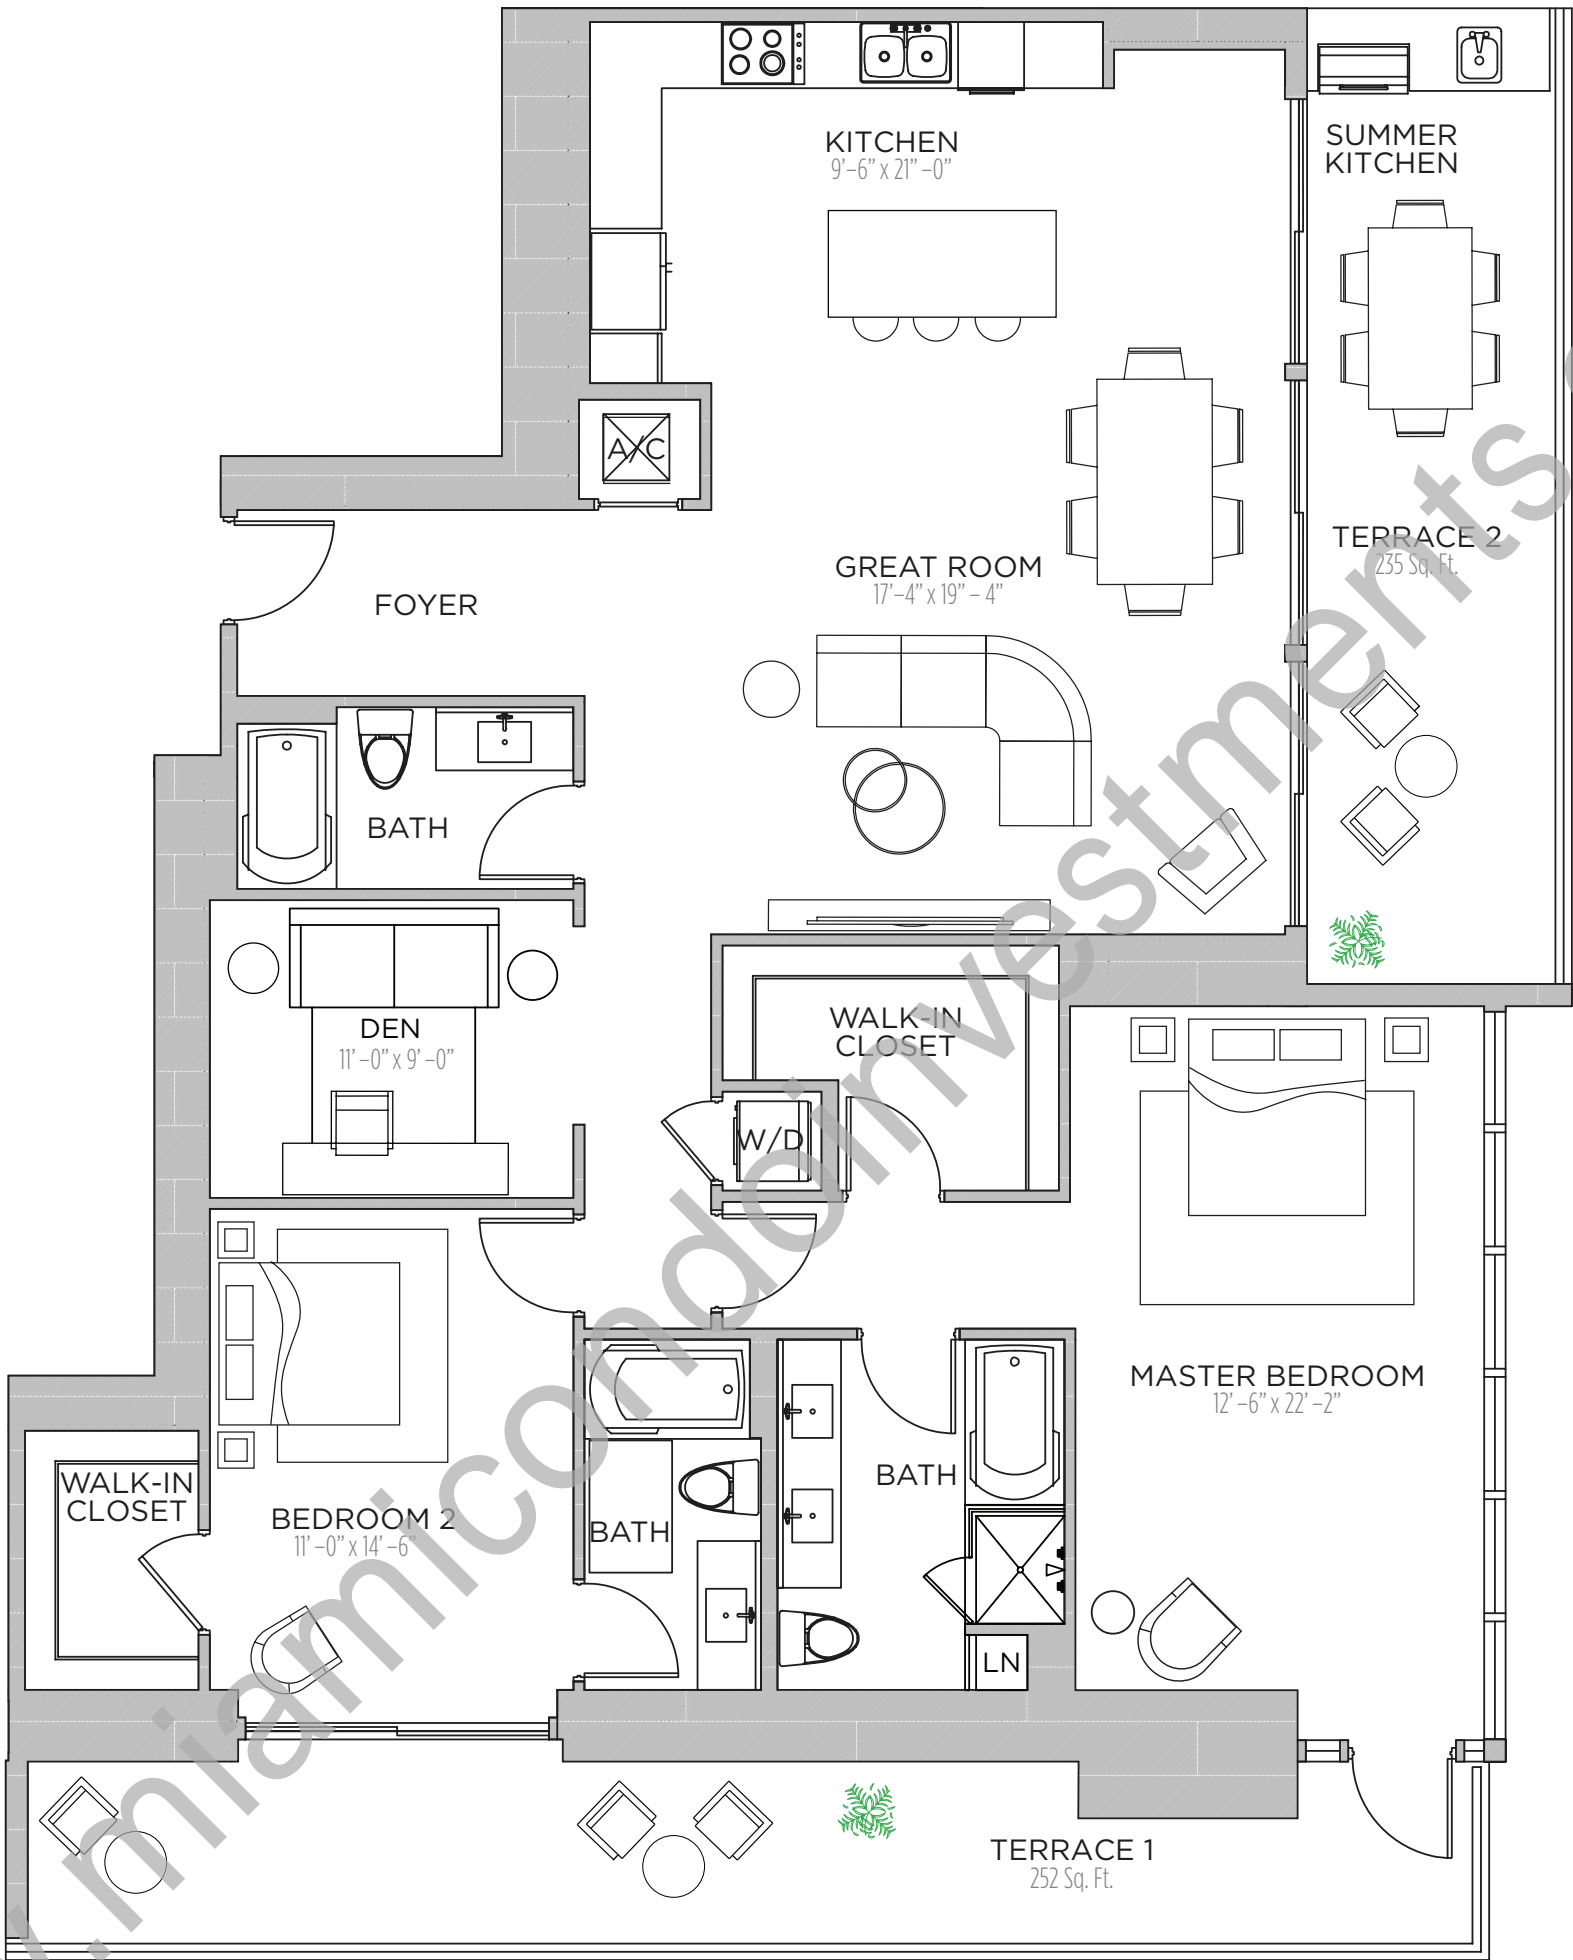 KITCHEN
9'–6" x 21" –0"
SUMMER
KITCHEN
A/C
GREAT ROOM
17'–4" x 19" – 4"
TERRACE 2
235 Sq. Ft.
FOYER
BATH
DEN
11' –0" x 9' –0"
WALK-IN
CLOSET
W/D
MASTER BEDROOM
12' –6" x 22' –2"
WALK-IN
CLOSET
BEDROOM 2
11' –0" x 14' –6"
BATH
BATH
LN
TERRACE 1
252 Sq. Ft.
.miamicondoinvestments